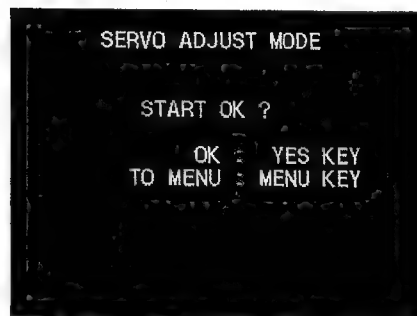 SERVO ADJUST MODE
START OK ?
OK : YES KEY
TO MENU : MENU KEY